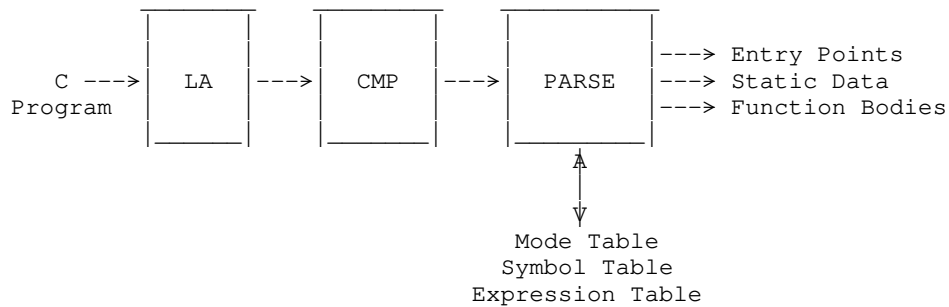 Entry Points
C ---> LA ---> CMP ---> PARSE ---> Static Data
Program ---> Function Bodies
Mode Table
Symbol Table
Expression Table